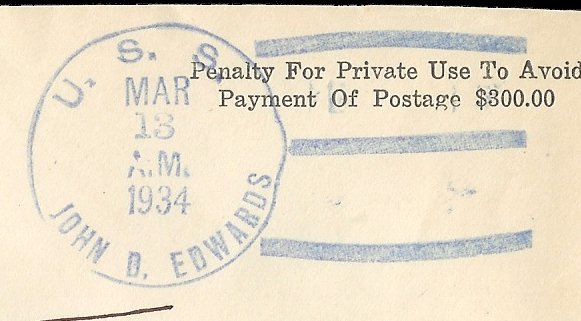 U. S. S.
MAR
13
A.M.
1934
JOHN D. EDWARDS
Penalty For Private Use To Avoid
Payment Of Postage $300.00